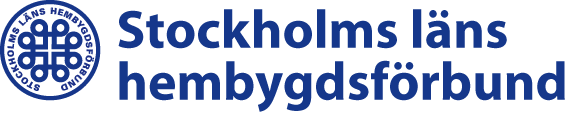 STOCKHOLMS LÄNS HEMBYGDSFÖRBUND
Stockholms läns
hembygdsförbund